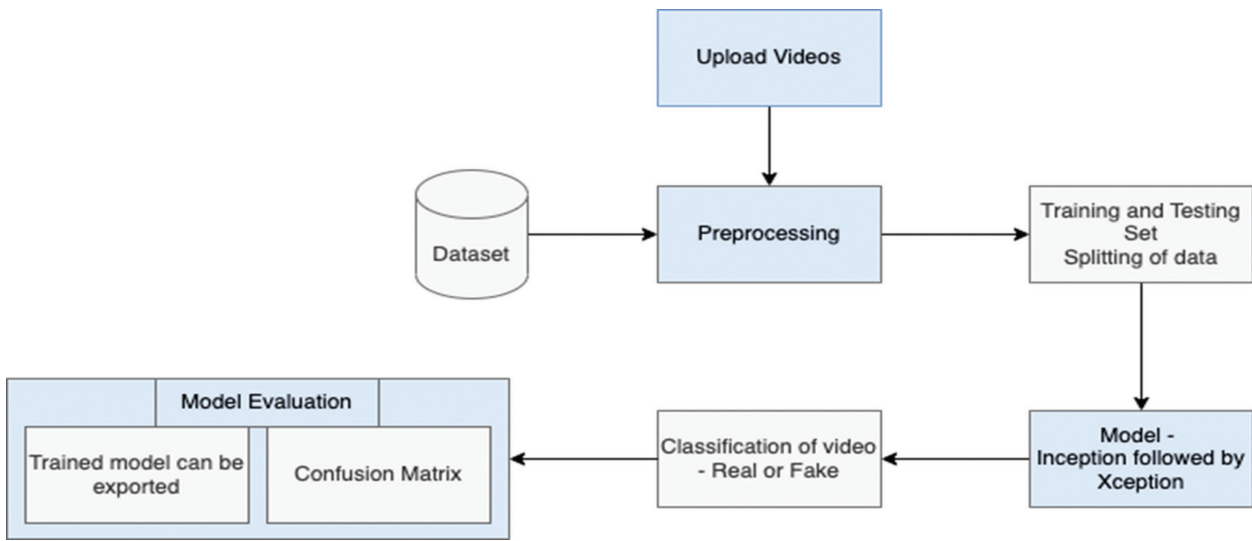 Upload Videos
Dataset
Preprocessing
Training and Testing
Set
Splitting of data
Model -
Inception followed by
Xception
Classification of video
- Real or Fake
Model Evaluation
Trained model can be
exported
Confusion Matrix